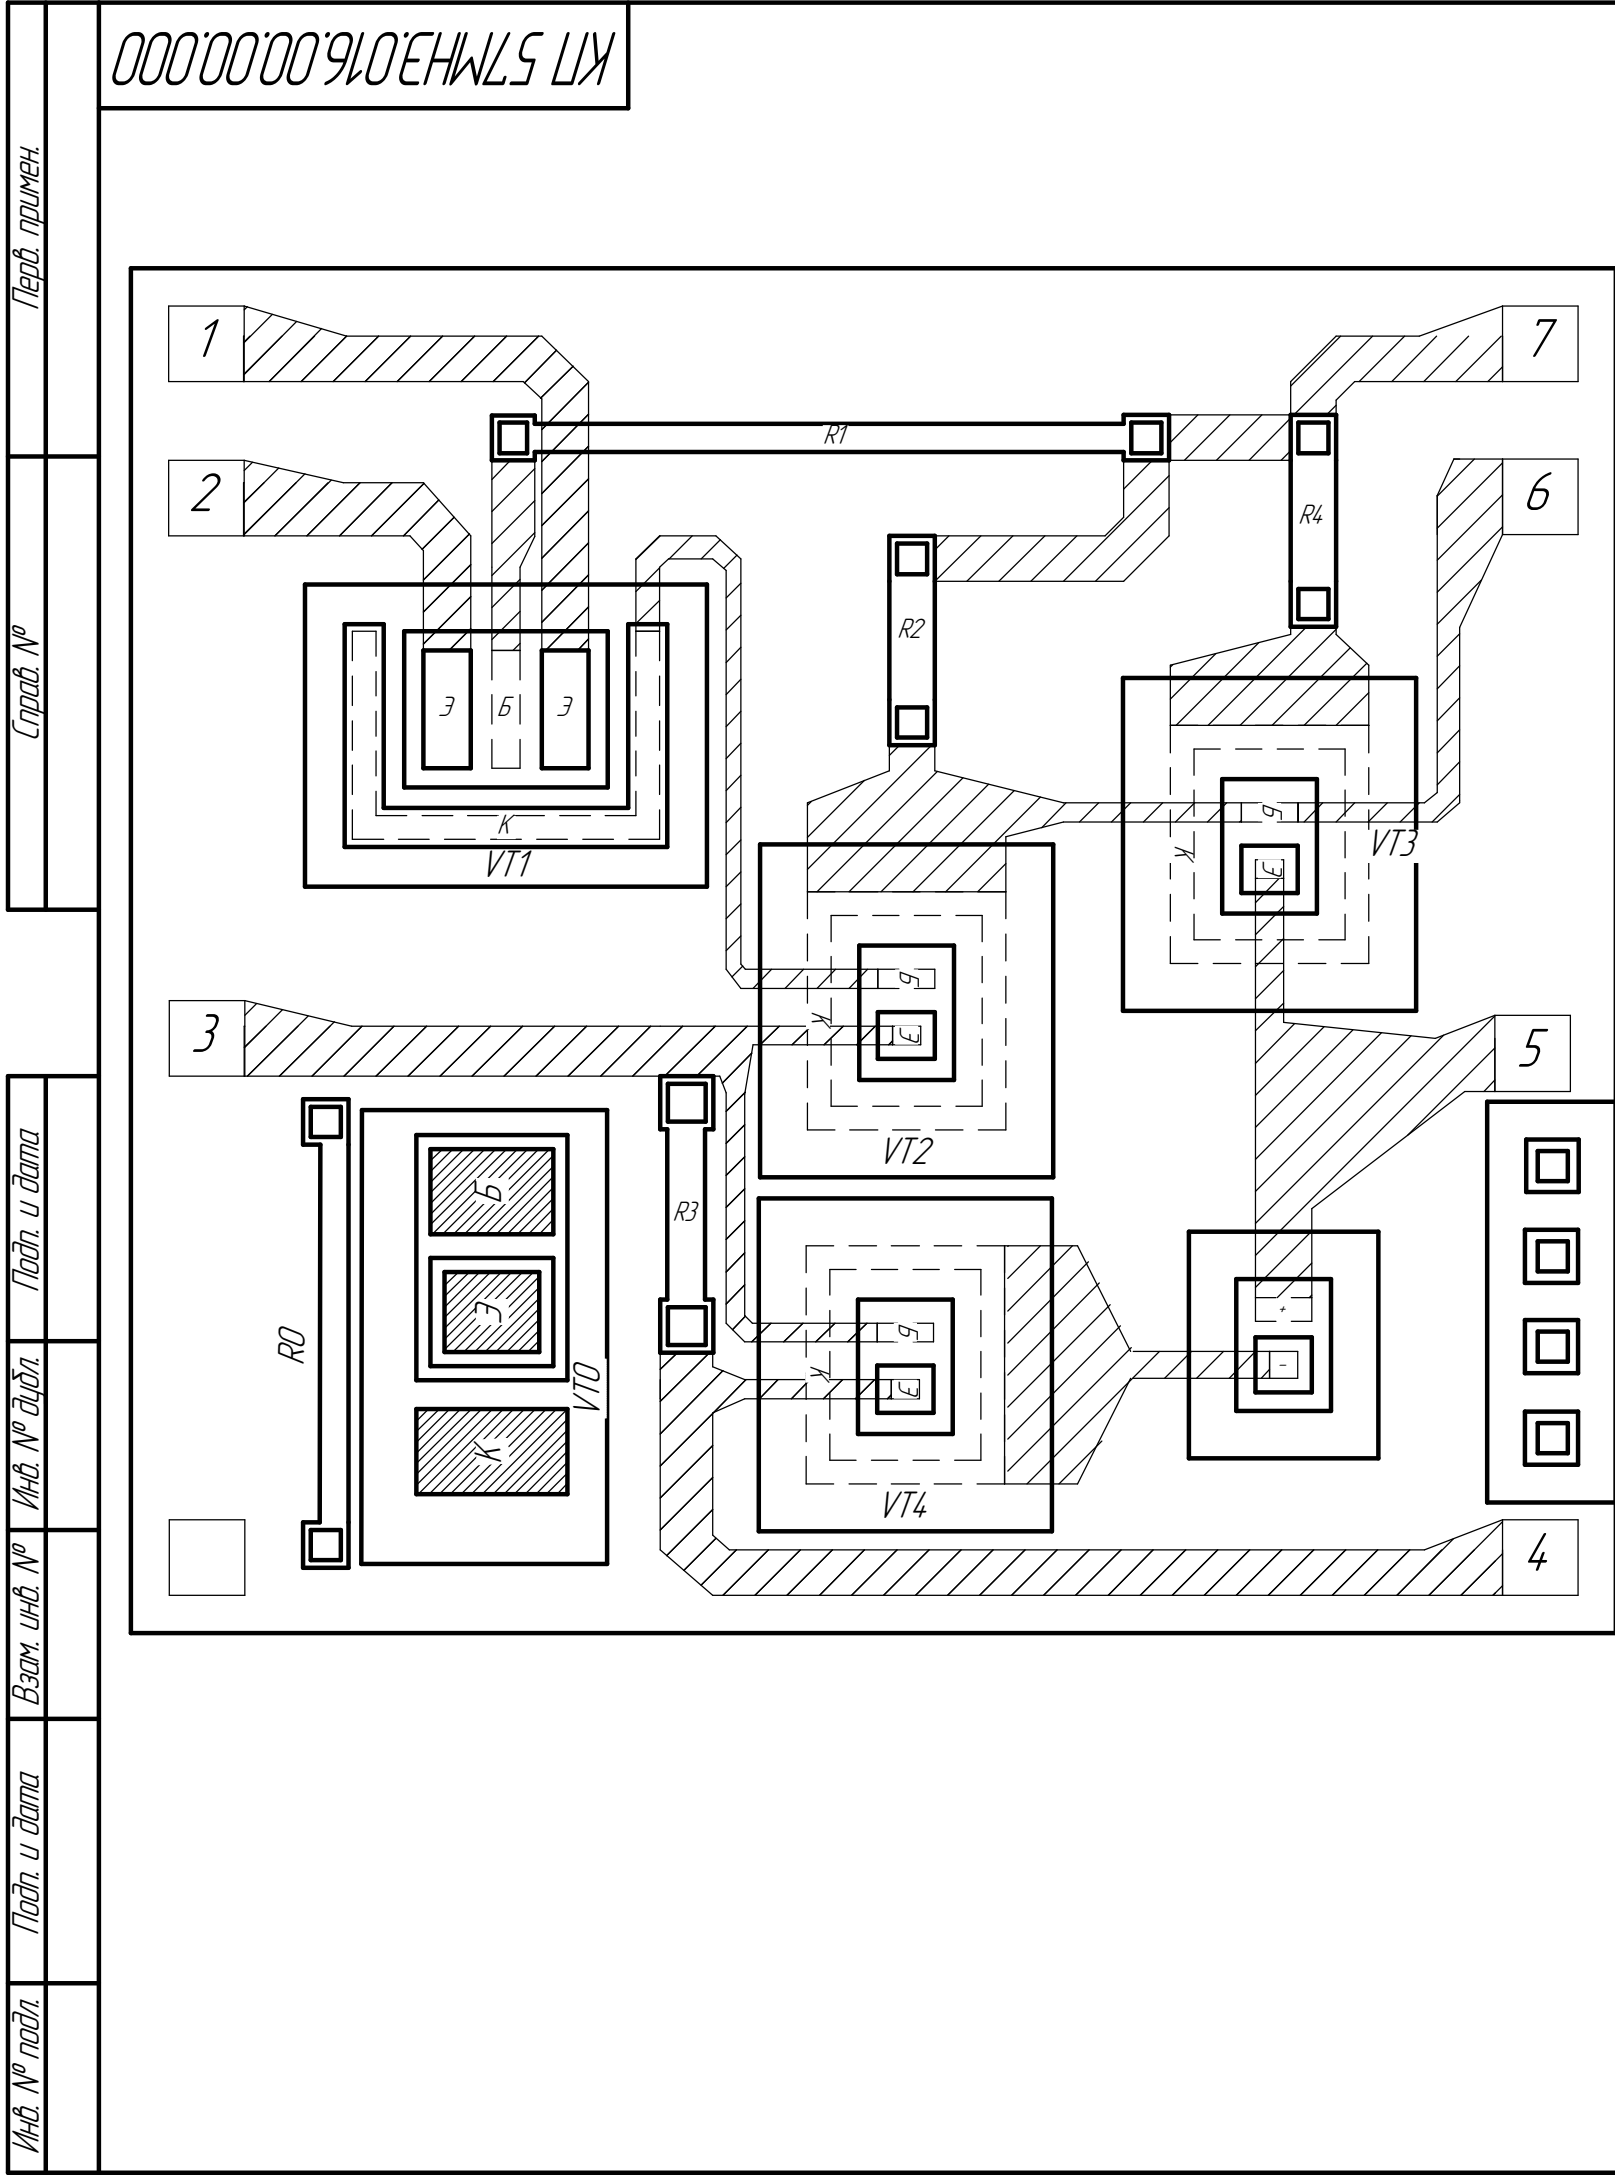 КП 57МНЭ.016.00.00.000
Перв. примен.
Справ. №
Подп. и дата
Инв. № дубл.
Взам. инв. №
Подп. и дата
Инв. № подл.
1
7
R1
2
6
R4
R2
Э
Б
Э
К
VT1
Б
К
VT3
Э
Б
К
Э
3
5
VT2
Б
R3
Э
R0
VT0
К
Б
К
Э
VT4
+
-
4